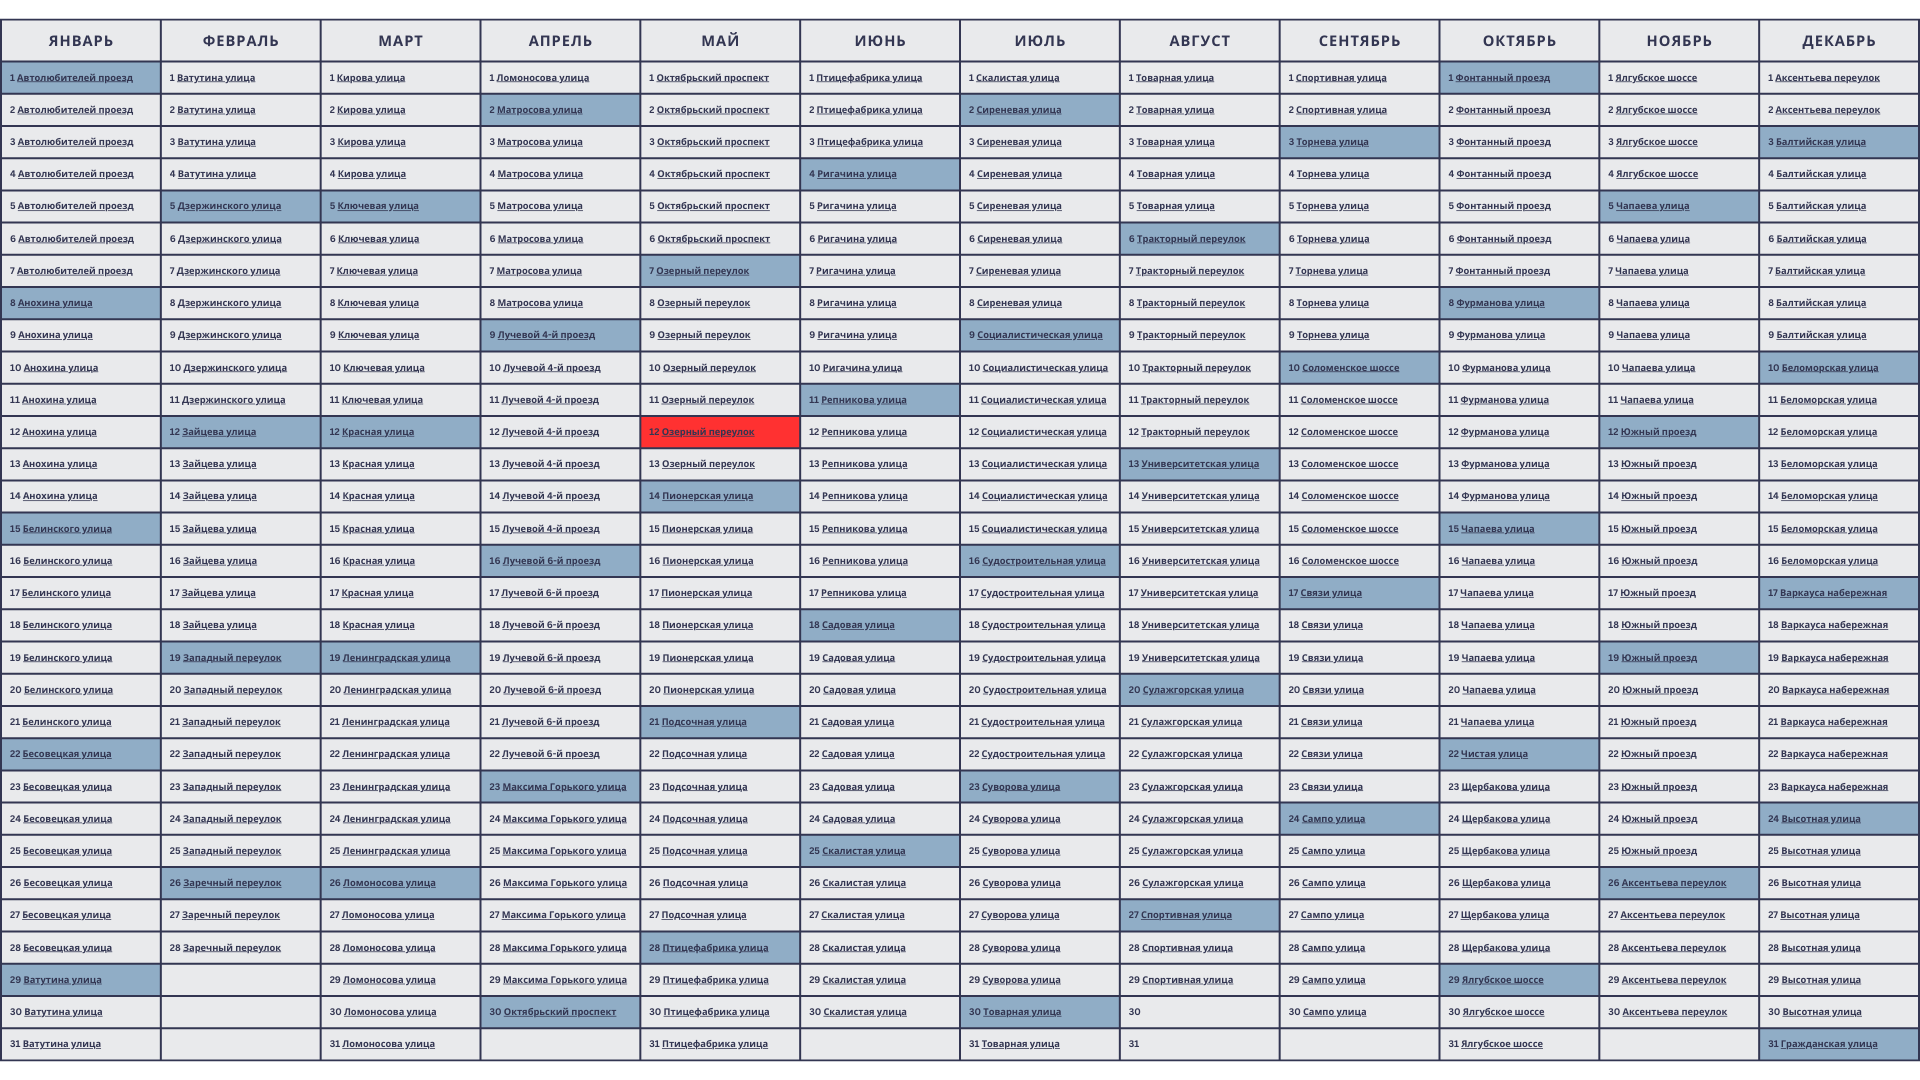 ЯНВАРЬ ФЕВРАЛЬ МАРТ АПРЕЛЬ МАЙ ИЮНЬ ИЮЛЬ АВГУСТ СЕНТЯБРЬ ОКТЯБРЬ НОЯБРЬ ДЕКАБРЬ
1 Автолюбителей проезд 1 Ватутина улица 1 Кирова улица 1 Ломоносова улица 1 Октябрьский проспект 1 Птицефабрика улица 1 Скалистая улица 1 Товарная улица 1 Спортивная улица 1 Фонтанный проезд 1 Ялгубское шоссе 1 Аксентьева переулок
2 Автолюбителей проезд 2 Ватутина улица 2 Кирова улица 2 Матросова улица 2 Октябрьский проспект 2 Птицефабрика улица 2 Сиреневая улица 2 Товарная улица 2 Спортивная улица 2 Фонтанный проезд 2 Ялгубское шоссе 2 Аксентьева переулок
3 Автолюбителей проезд 3 Ватутина улица 3 Кирова улица 3 Матросова улица 3 Октябрьский проспект 3 Птицефабрика улица 3 Сиреневая улица 3 Товарная улица 3 Торнева улица 3 Фонтанный проезд 3 Ялгубское шоссе 3 Балтийская улица
4 Автолюбителей проезд 4 Ватутина улица 4 Кирова улица 4 Матросова улица 4 Октябрьский проспект 4 Ригачина улица 4 Сиреневая улица 4 Товарная улица 4 Торнева улица 4 Фонтанный проезд 4 Ялгубское шоссе 4 Балтийская улица
5 Автолюбителей проезд 5 Дзержинского улица 5 Ключевая улица 5 Матросова улица 5 Октябрьский проспект 5 Ригачина улица 5 Сиреневая улица 5 Товарная улица 5 Торнева улица 5 Фонтанный проезд 5 Чапаева улица 5 Балтийская улица
6 Автолюбителей проезд 6 Дзержинского улица 6 Ключевая улица 6 Матросова улица 6 Октябрьский проспект 6 Ригачина улица 6 Сиреневая улица 6 Тракторный переулок 6 Торнева улица 6 Фонтанный проезд 6 Чапаева улица 6 Балтийская улица
7 Автолюбителей проезд 7 Дзержинского улица 7 Ключевая улица 7 Матросова улица 7 Озерный переулок 7 Ригачина улица 7 Сиреневая улица 7 Тракторный переулок 7 Торнева улица 7 Фонтанный проезд 7 Чапаева улица 7 Балтийская улица
8 Анохина улица 8 Дзержинского улица 8 Ключевая улица 8 Матросова улица 8 Озерный переулок 8 Ригачина улица 8 Сиреневая улица 8 Тракторный переулок 8 Торнева улица 8 Фурманова улица 8 Чапаева улица 8 Балтийская улица
9 Анохина улица 9 Дзержинского улица 9 Ключевая улица 9 Лучевой 4-й проезд 9 Озерный переулок 9 Ригачина улица 9 Социалистическая улица 9 Тракторный переулок 9 Торнева улица 9 Фурманова улица 9 Чапаева улица 9 Балтийская улица
10 Анохина улица 10 Дзержинского улица 10 Ключевая улица 10 Лучевой 4-й проезд 10 Озерный переулок 10 Ригачина улица 10 Социалистическая улица 10 Тракторный переулок 10 Соломенское шоссе 10 Фурманова улица 10 Чапаева улица 10 Беломорская улица
11 Анохина улица 11 Дзержинского улица 11 Ключевая улица 11 Лучевой 4-й проезд 11 Озерный переулок 11 Репникова улица 11 Социалистическая улица 11 Тракторный переулок 11 Соломенское шоссе 11 Фурманова улица 11 Чапаева улица 11 Беломорская улица
12 Анохина улица 12 Зайцева улица 12 Красная улица 12 Лучевой 4-й проезд 12 Озерный переулок 12 Репникова улица 12 Социалистическая улица 12 Тракторный переулок 12 Соломенское шоссе 12 Фурманова улица 12 Южный проезд 12 Беломорская улица
13 Анохина улица 13 Зайцева улица 13 Красная улица 13 Лучевой 4-й проезд 13 Озерный переулок 13 Репникова улица 13 Социалистическая улица 13 Университетская улица 13 Соломенское шоссе 13 Фурманова улица 13 Южный проезд 13 Беломорская улица
14 Анохина улица 14 Зайцева улица 14 Красная улица 14 Лучевой 4-й проезд 14 Пионерская улица 14 Репникова улица 14 Социалистическая улица 14 Университетская улица 14 Соломенское шоссе 14 Фурманова улица 14 Южный проезд 14 Беломорская улица
15 Белинского улица 15 Зайцева улица 15 Красная улица 15 Лучевой 4-й проезд 15 Пионерская улица 15 Репникова улица 15 Социалистическая улица 15 Университетская улица 15 Соломенское шоссе 15 Чапаева улица 15 Южный проезд 15 Беломорская улица
16 Белинского улица 16 Зайцева улица 16 Красная улица 16 Лучевой 6-й проезд 16 Пионерская улица 16 Репникова улица 16 Судостроительная улица 16 Университетская улица 16 Соломенское шоссе 16 Чапаева улица 16 Южный проезд 16 Беломорская улица
17 Белинского улица 17 Зайцева улица 17 Красная улица 17 Лучевой 6-й проезд 17 Пионерская улица 17 Репникова улица 17 Судостроительная улица 17 Университетская улица 17 Связи улица 17 Чапаева улица 17 Южный проезд 17 Варкауса набережная
18 Белинского улица 18 Зайцева улица 18 Красная улица 18 Лучевой 6-й проезд 18 Пионерская улица 18 Садовая улица 18 Судостроительная улица 18 Университетская улица 18 Связи улица 18 Чапаева улица 18 Южный проезд 18 Варкауса набережная
19 Белинского улица 19 Западный переулок 19 Ленинградская улица 19 Лучевой 6-й проезд 19 Пионерская улица 19 Садовая улица 19 Судостроительная улица 19 Университетская улица 19 Связи улица 19 Чапаева улица 19 Южный проезд 19 Варкауса набережная
20 Белинского улица 20 Западный переулок 20 Ленинградская улица 20 Лучевой 6-й проезд 20 Пионерская улица 20 Садовая улица 20 Судостроительная улица 20 Сулажгорская улица 20 Связи улица 20 Чапаева улица 20 Южный проезд 20 Варкауса набережная
21 Белинского улица 21 Западный переулок 21 Ленинградская улица 21 Лучевой 6-й проезд 21 Подсочная улица 21 Садовая улица 21 Судостроительная улица 21 Сулажгорская улица 21 Связи улица 21 Чапаева улица 21 Южный проезд 21 Варкауса набережная
22 Бесовецкая улица 22 Западный переулок 22 Ленинградская улица 22 Лучевой 6-й проезд 22 Подсочная улица 22 Садовая улица 22 Судостроительная улица 22 Сулажгорская улица 22 Связи улица 22 Чистая улица 22 Южный проезд 22 Варкауса набережная
23 Бесовецкая улица 23 Западный переулок 23 Ленинградская улица 23 Максима Горького улица 23 Подсочная улица 23 Садовая улица 23 Суворова улица 23 Сулажгорская улица 23 Связи улица 23 Щербакова улица 23 Южный проезд 23 Варкауса набережная
24 Бесовецкая улица 24 Западный переулок 24 Ленинградская улица 24 Максима Горького улица 24 Подсочная улица 24 Садовая улица 24 Суворова улица 24 Сулажгорская улица 24 Сампо улица 24 Щербакова улица 24 Южный проезд 24 Высотная улица
25 Бесовецкая улица 25 Западный переулок 25 Ленинградская улица 25 Максима Горького улица 25 Подсочная улица 25 Скалистая улица 25 Суворова улица 25 Сулажгорская улица 25 Сампо улица 25 Щербакова улица 25 Южный проезд 25 Высотная улица
26 Бесовецкая улица 26 Заречный переулок 26 Ломоносова улица 26 Максима Горького улица 26 Подсочная улица 26 Скалистая улица 26 Суворова улица 26 Сулажгорская улица 26 Сампо улица 26 Щербакова улица 26 Аксентьева переулок 26 Высотная улица
27 Бесовецкая улица 27 Заречный переулок 27 Ломоносова улица 27 Максима Горького улица 27 Подсочная улица 27 Скалистая улица 27 Суворова улица 27 Спортивная улица 27 Сампо улица 27 Щербакова улица 27 Аксентьева переулок 27 Высотная улица
28 Бесовецкая улица 28 Заречный переулок 28 Ломоносова улица 28 Максима Горького улица 28 Птицефабрика улица 28 Скалистая улица 28 Суворова улица 28 Спортивная улица 28 Сампо улица 28 Щербакова улица 28 Аксентьева переулок 28 Высотная улица
29 Ватутина улица 29 Ломоносова улица 29 Максима Горького улица 29 Птицефабрика улица 29 Скалистая улица 29 Суворова улица 29 Спортивная улица 29 Сампо улица 29 Ялгубское шоссе 29 Аксентьева переулок 29 Высотная улица
30 Ватутина улица 30 Ломоносова улица 30 Октябрьский проспект 30 Птицефабрика улица 30 Скалистая улица 30 Товарная улица 30 30 Сампо улица 30 Ялгубское шоссе 30 Аксентьева переулок 30 Высотная улица
31 Ватутина улица 31 Ломоносова улица 31 Птицефабрика улица 31 Товарная улица 31 31 Ялгубское шоссе 31 Гражданская улица